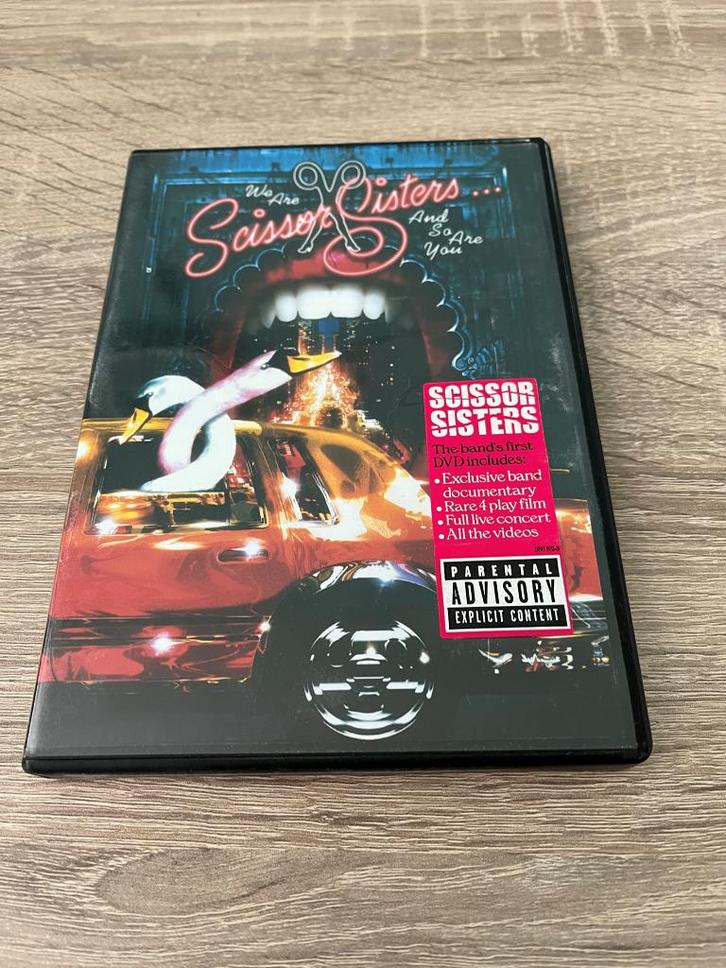 We Are
Scissor Sisters...
And
So Are
You
SCISSOR
SISTERS
The band's first
DVD includes:
• Exclusive band
documentary
• Rare 4 play film
• Full live concert
• All the videos
PARENTAL
ADVISORY
EXPLICIT CONTENT